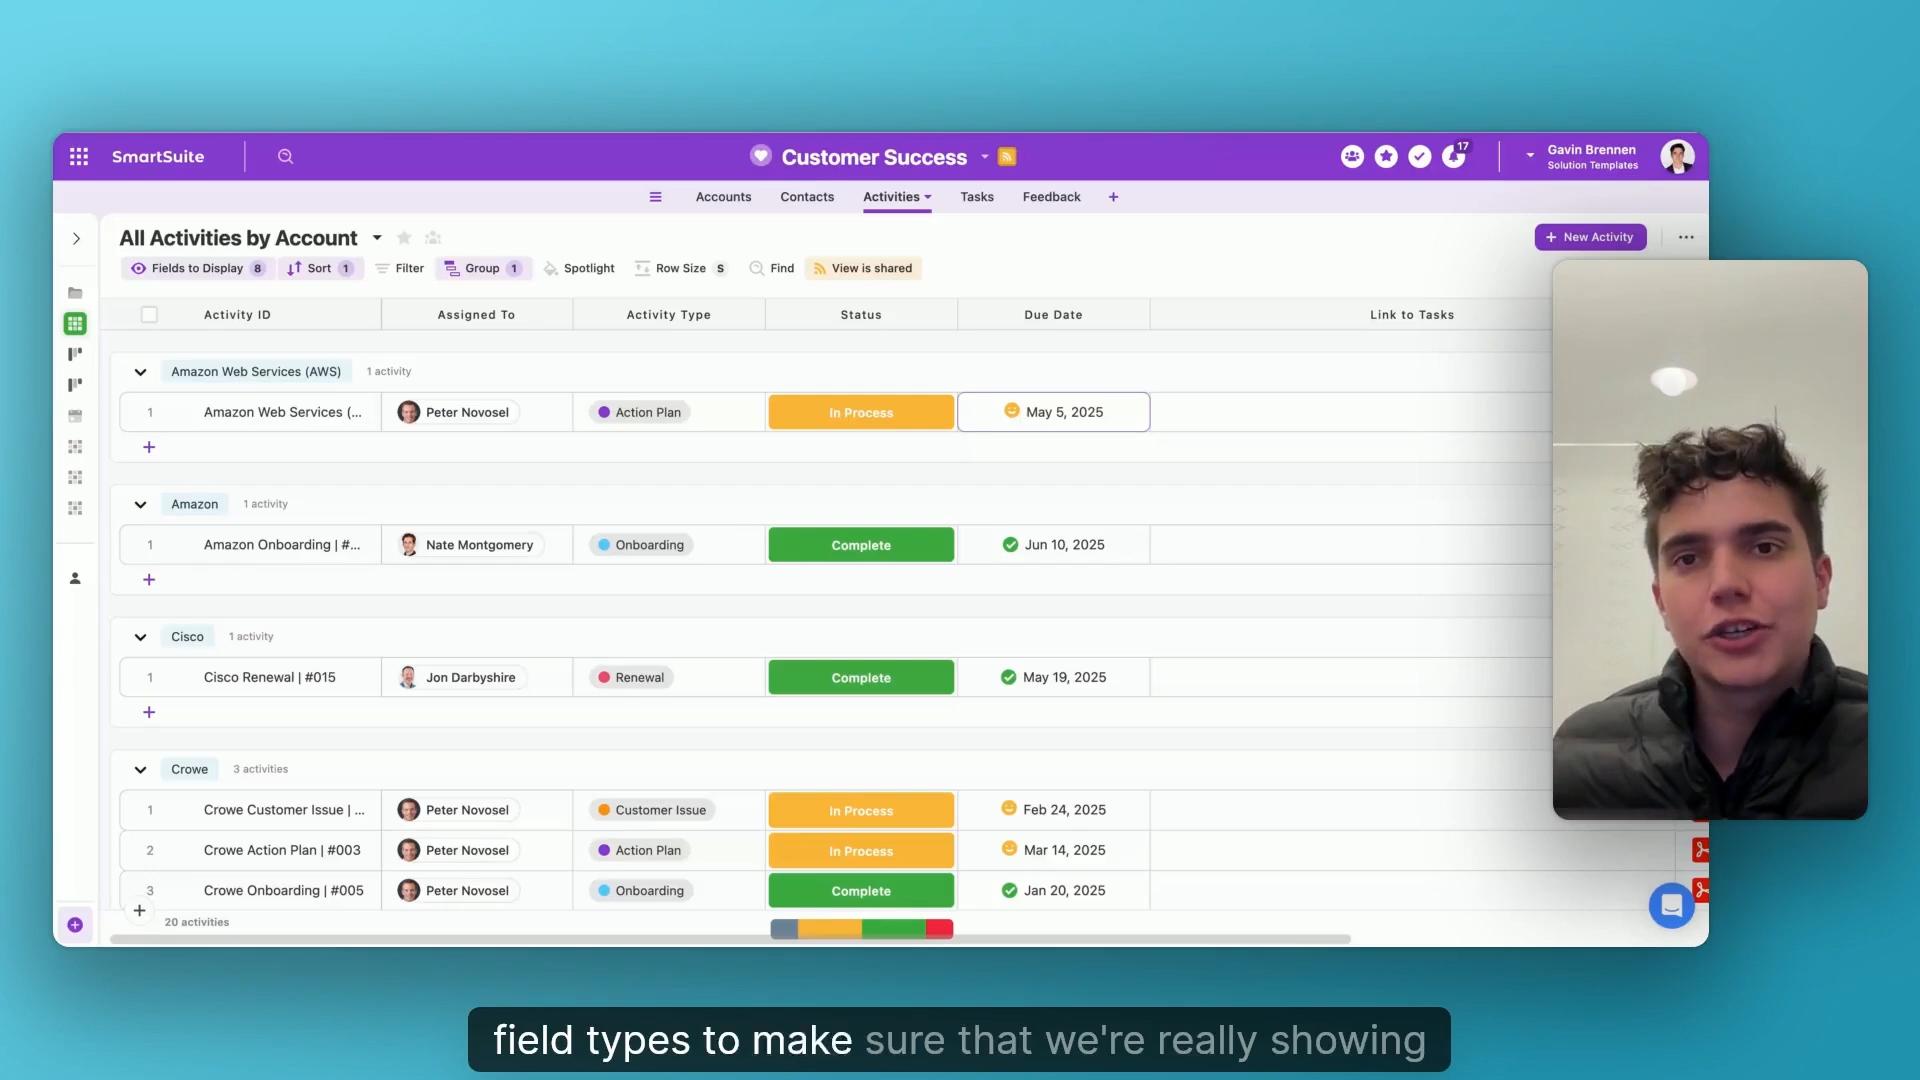 SmartSuite
Customer Success
17
Gavin Brennen
Solution Templates
Accounts Contacts Activities Tasks Feedback +
All Activities by Account
+ New Activity
Fields to Display 8 Sort 1 Filter Group 1 Spotlight Row Size S Find View is shared
Activity ID Assigned To Activity Type Status Due Date Link to Tasks
Amazon Web Services (AWS) 1 activity
1 Amazon Web Services (... Peter Novosel Action Plan In Process May 5, 2025
+
Amazon 1 activity
1 Amazon Onboarding | #... Nate Montgomery Onboarding Complete Jun 10, 2025
+
Cisco 1 activity
1 Cisco Renewal | #015 Jon Darbyshire Renewal Complete May 19, 2025
+
Crowe 3 activities
1 Crowe Customer Issue | ... Peter Novosel Customer Issue In Process Feb 24, 2025
2 Crowe Action Plan | #003 Peter Novosel Action Plan In Process Mar 14, 2025
3 Crowe Onboarding | #005 Peter Novosel Onboarding Complete Jan 20, 2025
+ 20 activities
field types to make sure that we're really showing